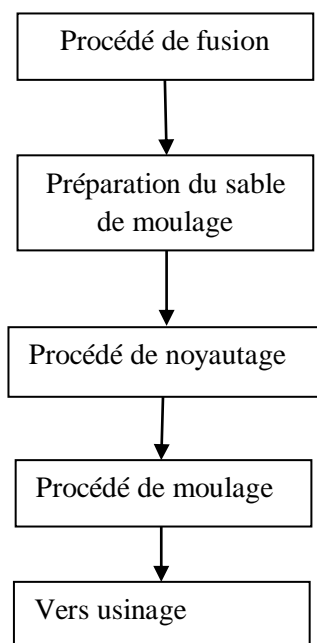 Procédé de fusion
Préparation du sable
de moulage
Procédé de noyautage
Procédé de moulage
Vers usinage